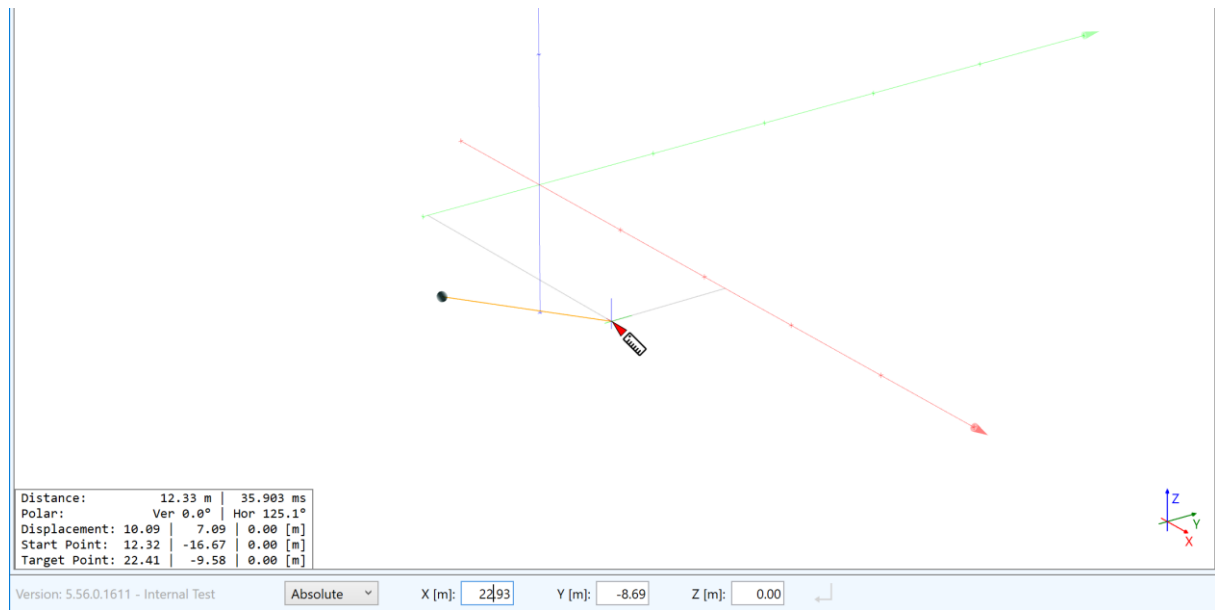 Distance: 12.33 m | 35.903 ms
Polar: Ver 0.0° | Hor 125.1°
Displacement: 10.09 | 7.09 | 0.00 [m]
Start Point: 12.32 | -16.67 | 0.00 [m]
Target Point: 22.41 | -9.58 | 0.00 [m]
Z
Y
X
Version: 5.56.0.1611 - Internal Test Absolute X [m]: 22.93 Y [m]: -8.69 Z [m]: 0.00